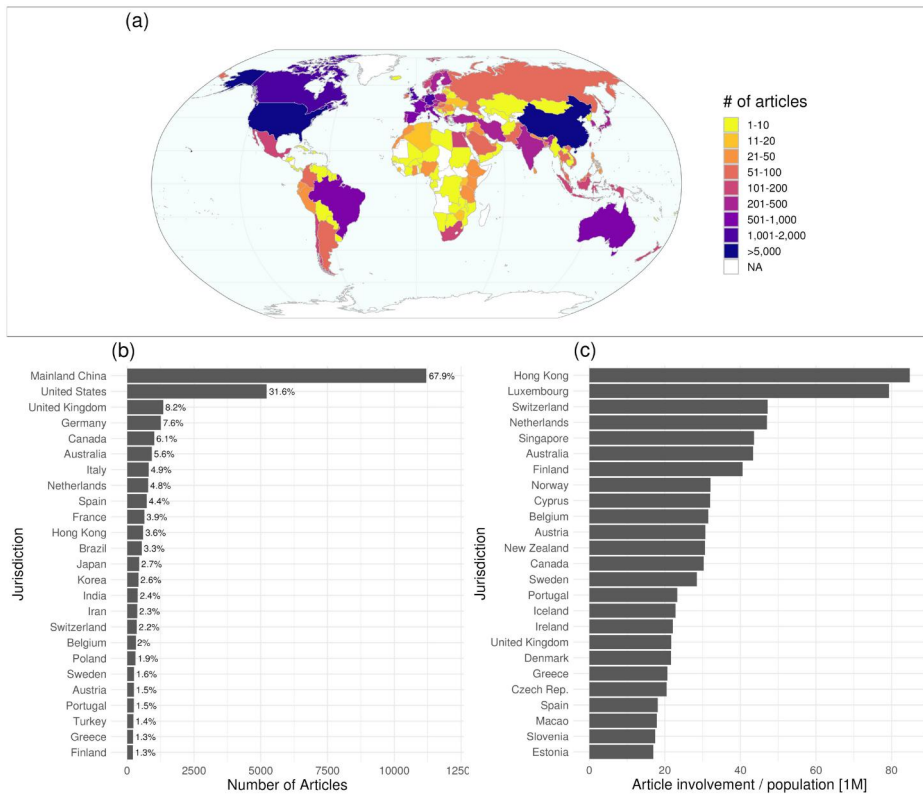 (a)
# of articles
1-10
11-20
21-50
51-100
101-200
201-500
501-1,000
1,001-2,000
>5,000
NA
(b)
Jurisdiction
Mainland China 67.9%
United States 31.6%
United Kingdom 8.2%
Germany 7.6%
Canada 6.1%
Australia 5.6%
Italy 4.9%
Netherlands 4.8%
Spain 4.4%
France 3.9%
Hong Kong 3.6%
Brazil 3.3%
Japan 2.7%
Korea 2.6%
India 2.4%
Iran 2.3%
Switzerland 2.2%
Belgium 2%
Poland 1.9%
Sweden 1.6%
Austria 1.5%
Portugal 1.5%
Turkey 1.4%
Greece 1.3%
Finland 1.3%
0 2500 5000 7500 10000 1250
Number of Articles
(c)
Jurisdiction
Hong Kong
Luxembourg
Switzerland
Netherlands
Singapore
Australia
Finland
Norway
Cyprus
Belgium
Austria
New Zealand
Canada
Sweden
Portugal
Iceland
Ireland
United Kingdom
Denmark
Greece
Czech Rep.
Spain
Macao
Slovenia
Estonia
0 20 40 60 80
Article involvement / population [1M]